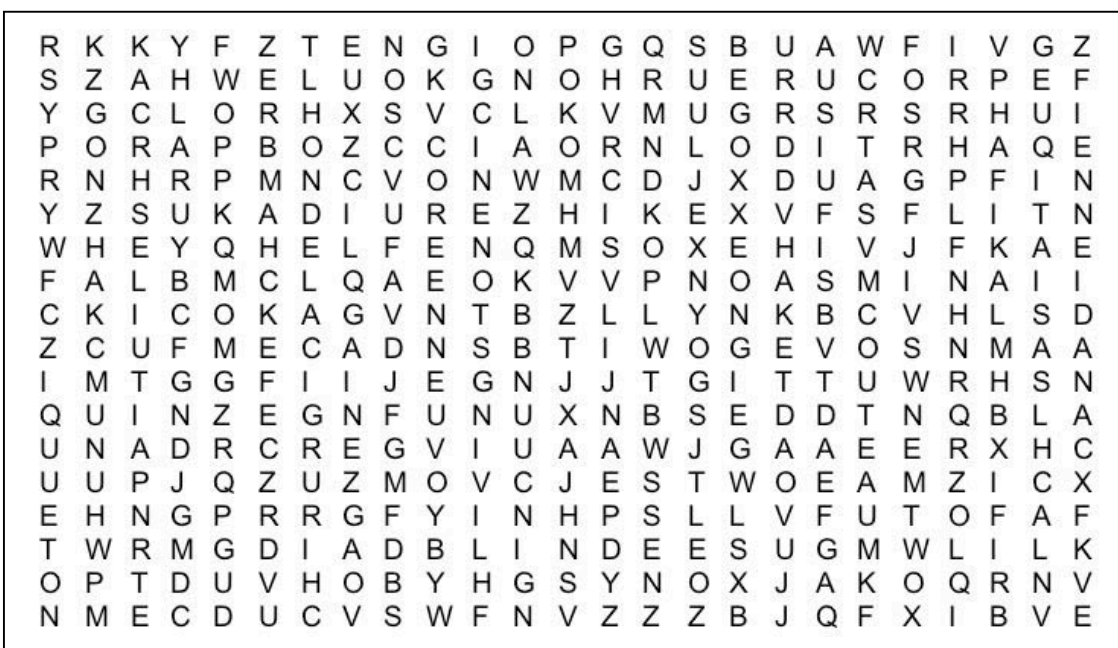 R K K Y F Z T E N G I O P G Q S B U A W F I V G Z
S Z A H W E L U O K G N O H R U E R U C O R P E F
Y G C L O R H X S V C L K V M U G R S R S R H U I
P O R A P B O Z C C I A O R N L O D I T R H A Q E
R N H R P M N C V O N W M C D J X D U A G P F I N
Y Z S U K A D I U R E Z H I K E X V F S F L I T N
W H E Y Q H E L F E N Q M S O X E H I V J F K A E
F A L B M C L Q A E O K V V P N O A S M I N A I I
C K I C O K A G V N T B Z L L Y N K B C V H L S D
Z C U F M E C A D N S B T I W O G E V O S N M A A
I M T G G F I I J E G N J J T G I T T U W R H S N
Q U I N Z E G N F U N U X N B S E D D T N Q B L A
U N A D R C R E G V I U A A W J G A A E E R X H C
U U P J Q Z U Z M O V C J E S T W O E A M Z I C X
E H N G P R R G F Y I N H P S L L V F U T O F A F
T W R M G D I A D B L I N D E E S U G M W L I L K
O P T D U V H O B Y H G S Y N O X J A K O Q R N V
N M E C D U C V S W F N V Z Z Z B J Q F X I B V E